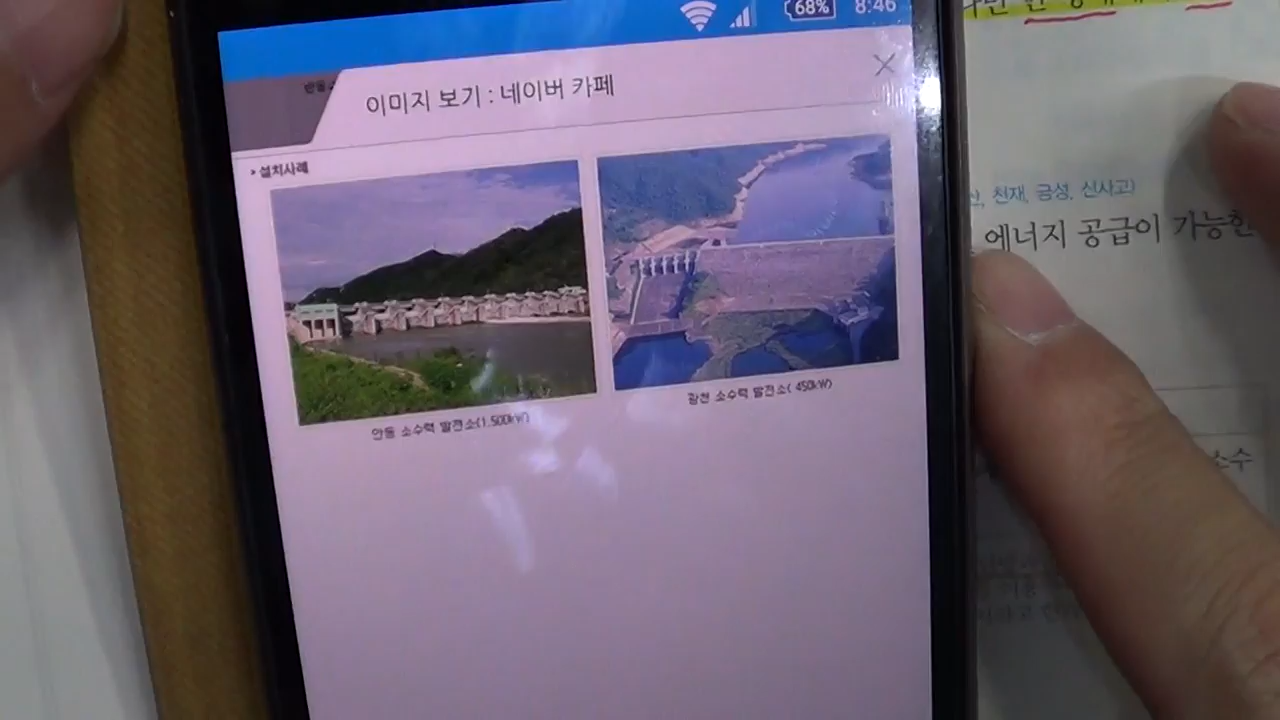 68% 8:46
이미지 보기 : 네이버 카페
설치사례
안동 소수력 발전소(1,500kW)
광천 소수력 발전소( 450kW)
천재, 금성, 신사고)
에너지 공급이 가능한
소수